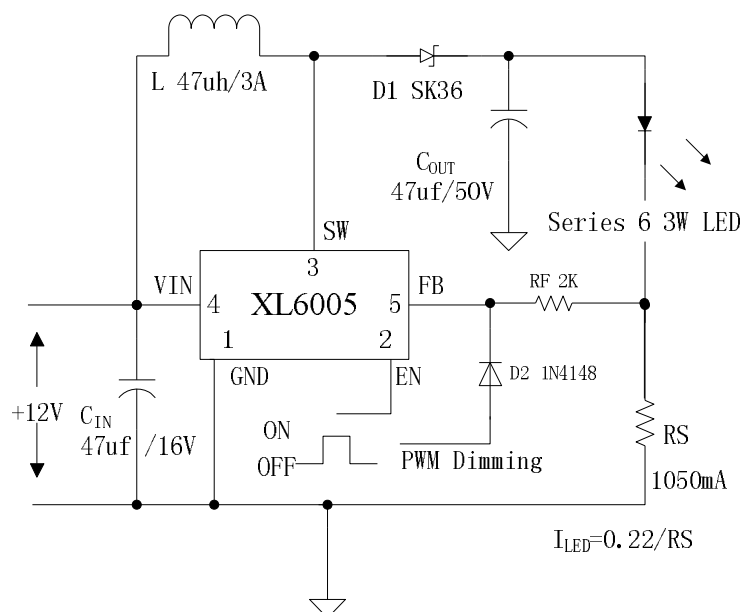 L 47uh/3A
D1 SK36
COUT
47uf/50V
Series 6 3W LED
SW
3
VIN
4
XL6005
5
FB
RF 2K
1
2
GND
EN
D2 1N4148
+12V
CIN
47uf /16V
ON
OFF
PWM Dimming
RS
1050mA
ILED=0.22/RS